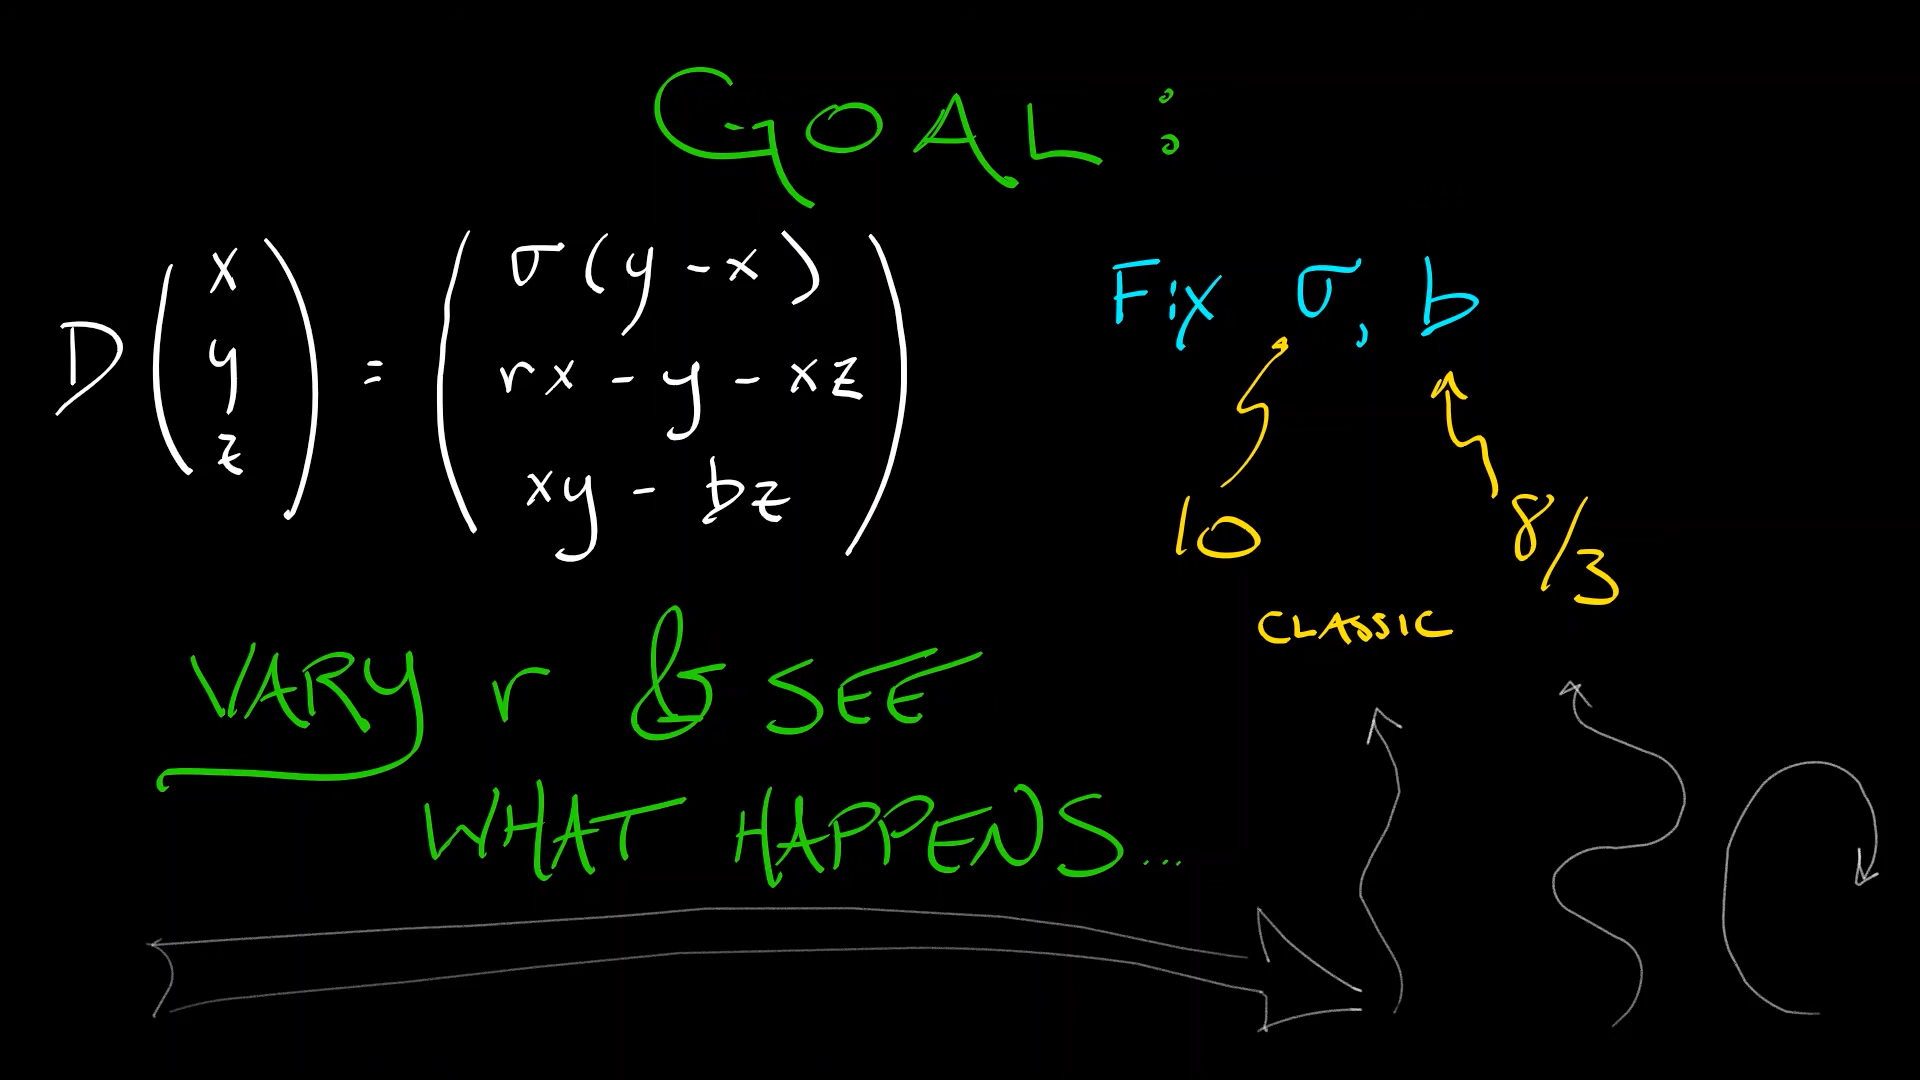 GOAL:
D(x y z) = (σ(y-x)
rx - y - xz
xy - bz)
Fix σ, b
10
8/3
CLASSIC
VARY r & SEE
WHAT HAPPENS...